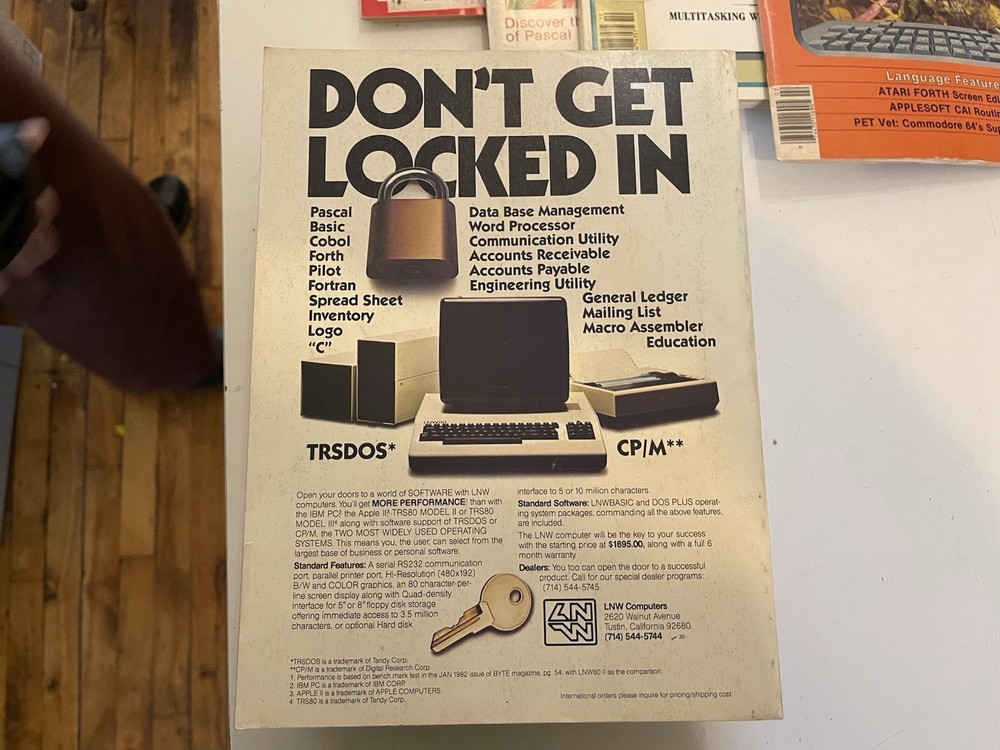 Discover t
of Pascal
MULTITASKING W
Language Feature
ATARI FORTH Screen Edi
APPLESOFT CAI Routin
PET Vet: Commodore 64's Sup
DON'T GET
LOCKED IN
Pascal
Basic
Cobol
Forth
Pilot
Fortran
Spread Sheet
Inventory
Logo
"C"
Data Base Management
Word Processor
Communication Utility
Accounts Receivable
Accounts Payable
Engineering Utility
General Ledger
Mailing List
Macro Assembler
Education
TRSDOS*
CP/M**
Open your doors to a world of SOFTWARE with LNW
computers. You'll get MORE PERFORMANCE¹ than with
the IBM PC², the Apple II³, TRS80 MODEL II or TRS80
MODEL III⁴ along with software support of TRSDOS or
CP/M, the TWO MOST WIDELY USED OPERATING
SYSTEMS. This means you, the user, can select from the
largest base of business or personal software.
Standard Features: A serial RS232 communication
port, parallel printer port, Hi-Resolution (480x192)
B/W and COLOR graphics, an 80 character-per-
line screen display along with Quad-density
interface for 5" or 8" floppy disk storage
offering immediate access to 3.5 million
characters, or optional Hard disk
interface to 5 or 10 million characters.
Standard Software: LNWBASIC and DOS PLUS operat-
ing system packages, commanding all the above features,
are included.
The LNW computer will be the key to your success
with the starting price at $1695.00, along with a full 6
month warranty.
Dealers: You too can open the door to a successful
product. Call for our special dealer programs:
(714) 544-5745.
LNW
LNW Computers
2620 Walnut Avenue
Tustin, California 92680
(714) 544-5744 ✓ 30
*TRSDOS is a trademark of Tandy Corp.
**CP/M is a trademark of Digital Research Corp.
1. Performance is based on bench mark test in the JAN 1982 issue of BYTE magazine, pg. 54, with LNW80 II as the comparison.
2. IBM PC is a trademark of IBM CORP.
3. APPLE II is a trademark of APPLE COMPUTERS.
4. TRS80 is a trademark of Tandy Corp.
International orders please inquire for pricing/shipping cost.